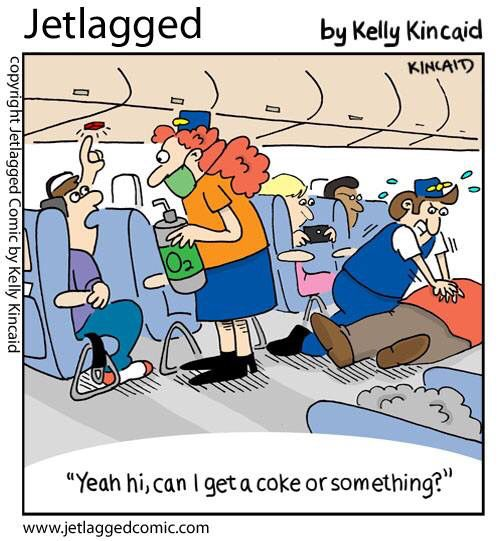 Jetlagged
by Kelly Kincaid
KINCAID
copyright Jetlagged Comic by Kelly Kincaid
O2
"Yeah hi, can I get a coke or something?"
www.jetlaggedcomic.com